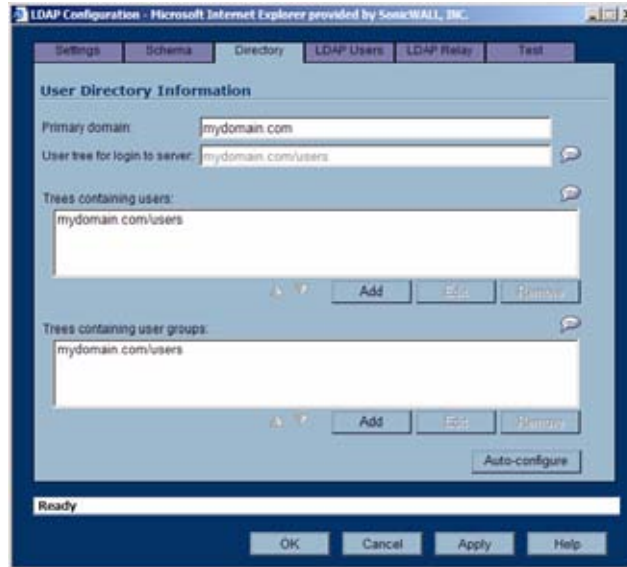 LDAP Configuration - Microsoft Internet Explorer provided by SonicWALL, INC.
Settings Schema Directory LDAP Users LDAP Relay Test
User Directory Information
Primary domain: mydomain.com
User tree for login to server: mydomain.com/users
Trees containing users:
mydomain.com/users
Add Edit Remove
Trees containing user groups:
mydomain.com/users
Add Edit Remove
Auto-configure
Ready
OK Cancel Apply Help